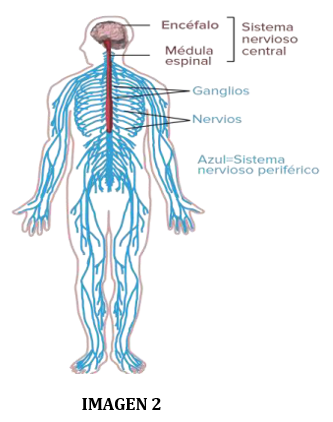 Encéfalo
Médula
espinal
Sistema
nervioso
central
Ganglios
Nervios
Azul=Sistema
nervioso periférico
IMAGEN 2